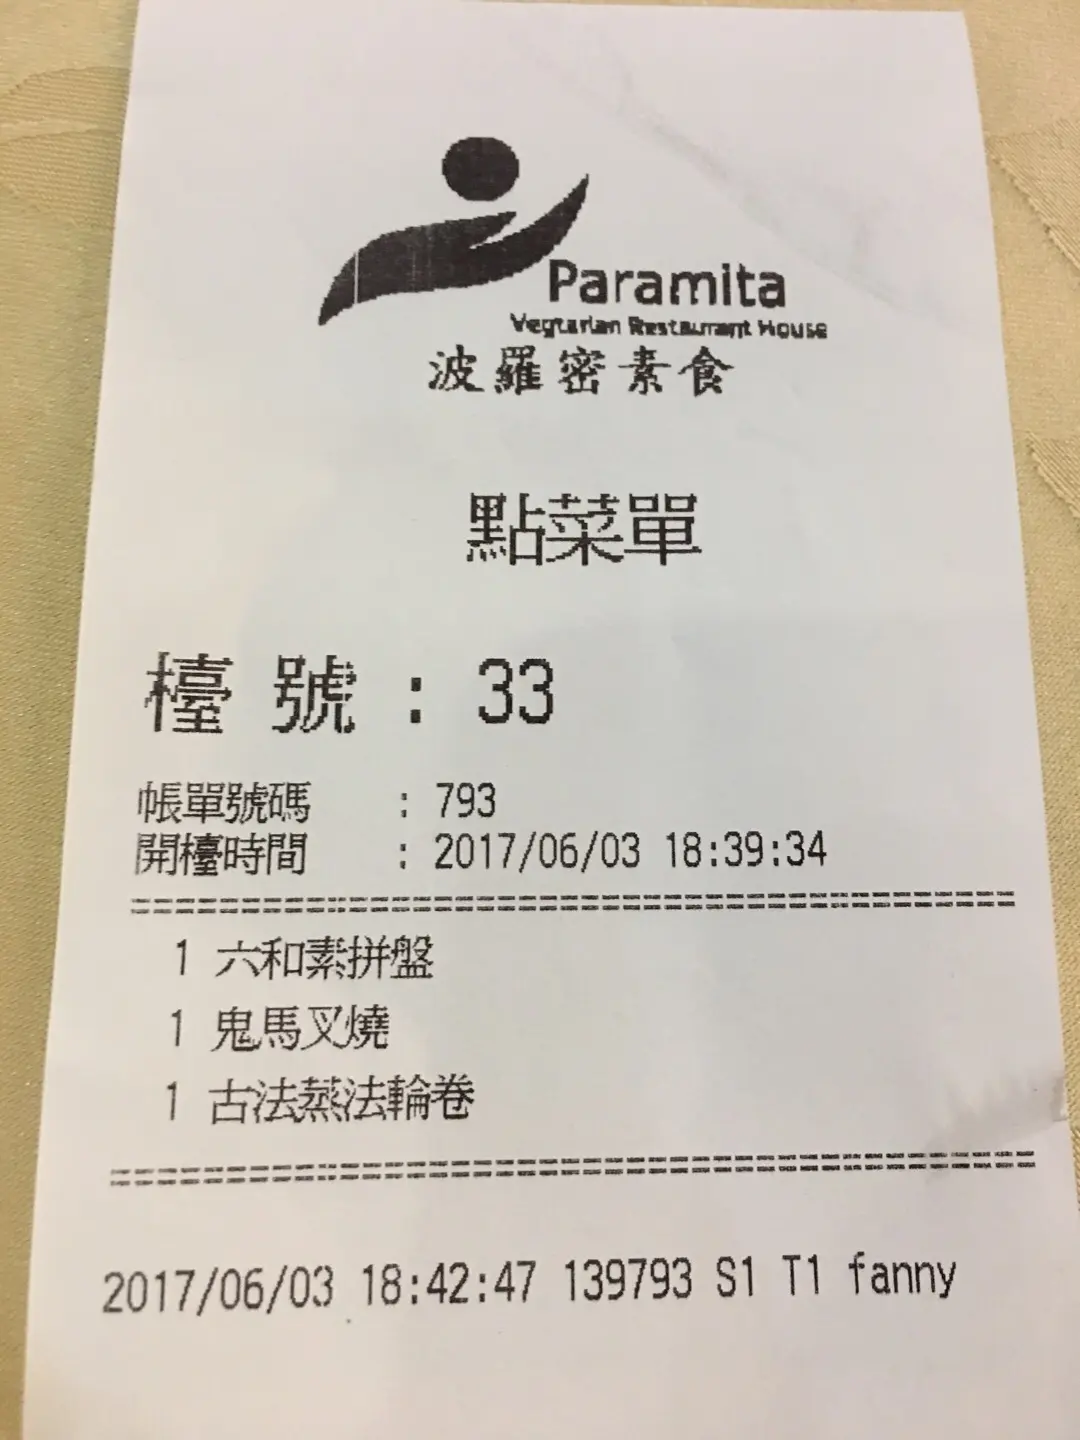 Paramita
Vegtarian Restaurant House
波羅密素食
點菜單
檯 號 : 33
帳單號碼 : 793
開檯時間 : 2017/06/03 18:39:34
1 六和素拼盤
1 鬼馬叉燒
1 古法蒸法輪卷
2017/06/03 18:42:47 139793 S1 T1 fanny